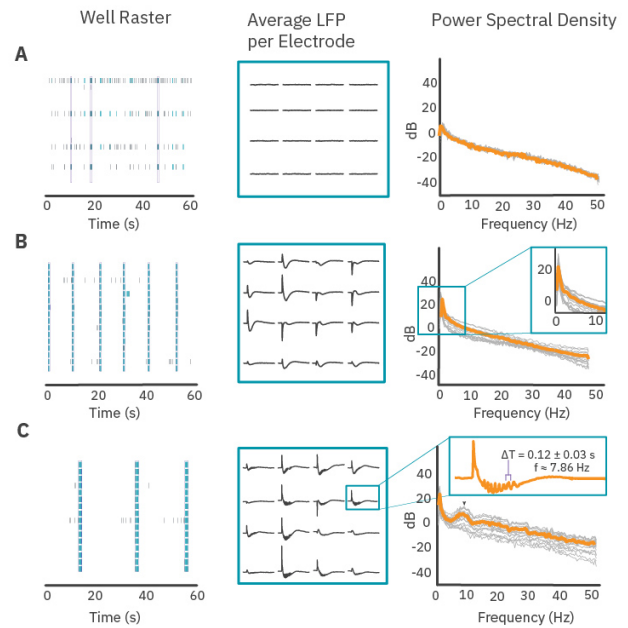 Well Raster
Average LFP
per Electrode
Power Spectral Density
A
0 20 40 60
Time (s)
dB
40
20
0
-20
-40
0 10 20 30 40 50
Frequency (Hz)
B
0 20 40 60
Time (s)
dB
40
20
0
-20
-40
0 10 20 30 40 50
Frequency (Hz)
20
0
0 10
C
0 20 40 60
Time (s)
ΔT = 0.12 ± 0.03 s
f ≈ 7.86 Hz
dB
40
20
0
-20
-40
0 10 20 30 40 50
Frequency (Hz)